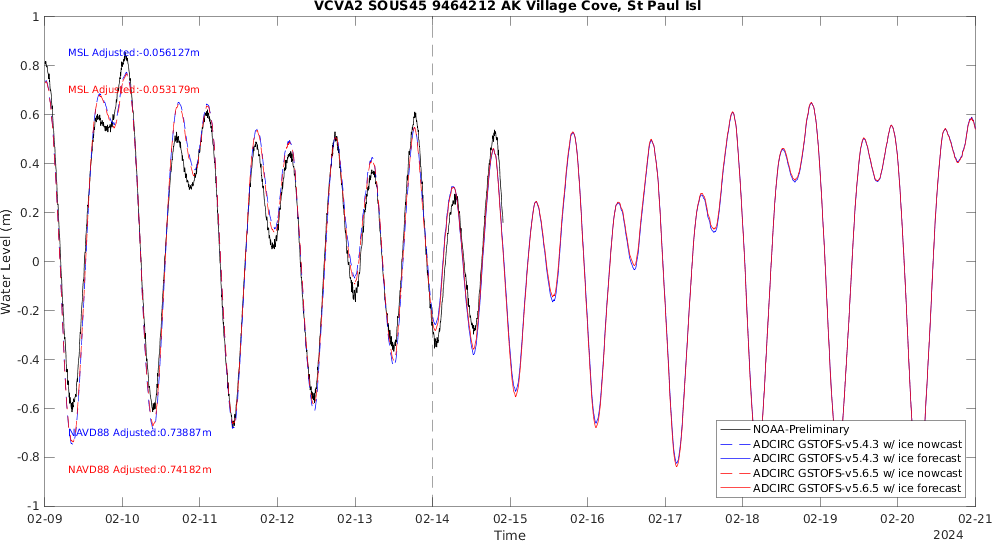 VCVA2 SOUS45 9464212 AK Village Cove, St Paul Isl
1
0.8
0.6
0.4
0.2
0
-0.2
-0.4
-0.6
-0.8
-1
Water Level (m)
MSL Adjusted:-0.056127m
MSL Adjusted:-0.053179m
NAVD88 Adjusted:0.73887m
NAVD88 Adjusted:0.74182m
NOAA-Preliminary
ADCIRC GSTOFS-v5.4.3 w/ ice nowcast
ADCIRC GSTOFS-v5.4.3 w/ ice forecast
ADCIRC GSTOFS-v5.6.5 w/ ice nowcast
ADCIRC GSTOFS-v5.6.5 w/ ice forecast
02-09 02-10 02-11 02-12 02-13 02-14 02-15 02-16 02-17 02-18 02-19 02-20 02-21
Time
2024